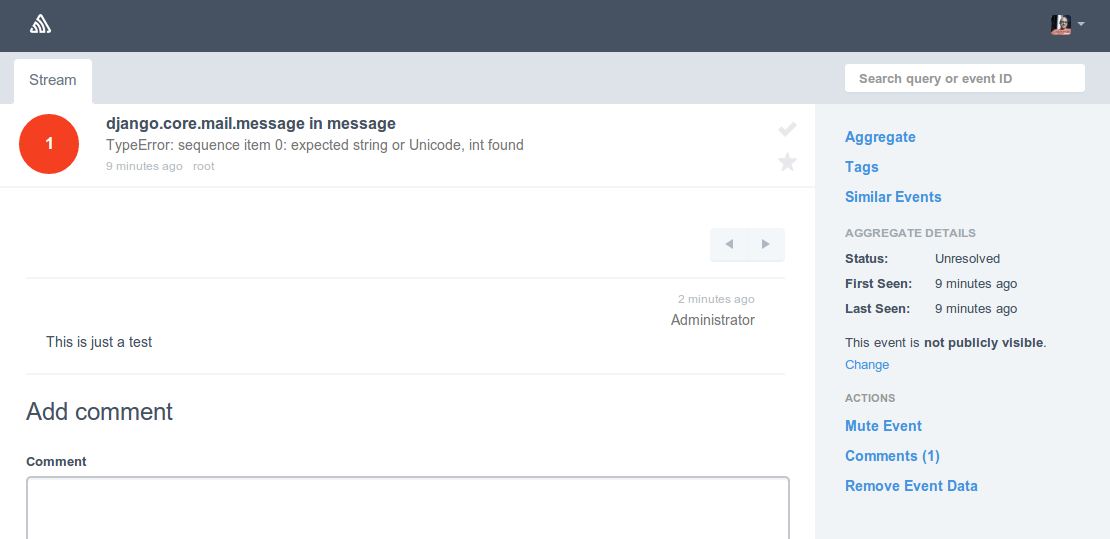 Stream
Search query or event ID
1
django.core.mail.message in message
TypeError: sequence item 0: expected string or Unicode, int found
9 minutes ago root
2 minutes ago
Administrator
This is just a test
Add comment
Comment
Aggregate
Tags
Similar Events
AGGREGATE DETAILS
Status: Unresolved
First Seen: 9 minutes ago
Last Seen: 9 minutes ago
This event is not publicly visible.
Change
ACTIONS
Mute Event
Comments (1)
Remove Event Data